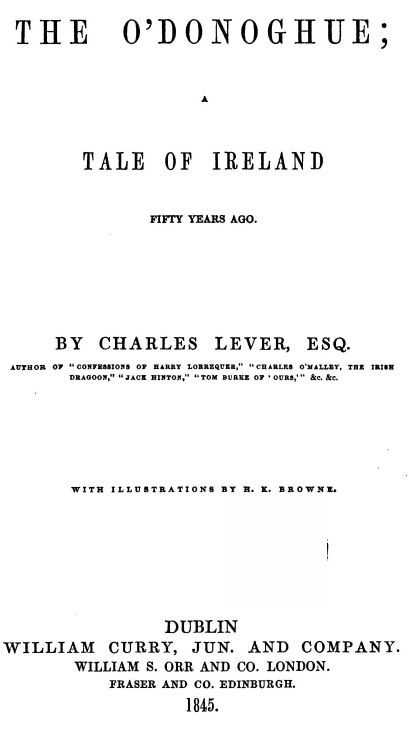 THE O'DONOGHUE;
A
TALE OF IRELAND
FIFTY YEARS AGO.
BY CHARLES LEVER, ESQ.
AUTHOR OF "CONFESSIONS OF HARRY LORREQUER," "CHARLES O'MALLEY, THE IRISH
DRAGOON," "JACK HINTON," "TOM BURKE OF 'OURS,'" &c. &c.
WITH ILLUSTRATIONS BY H. K. BROWNE.
DUBLIN
WILLIAM CURRY, JUN. AND COMPANY.
WILLIAM S. ORR AND CO. LONDON.
FRASER AND CO. EDINBURGH.
1845.